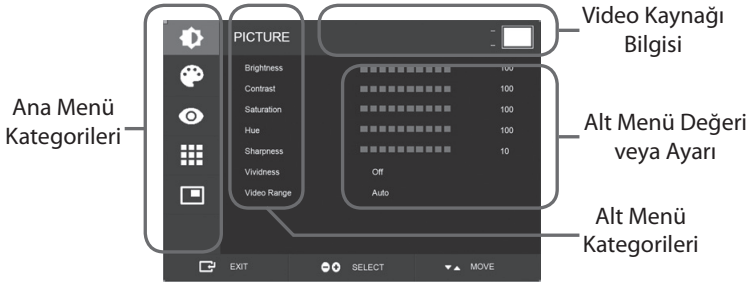 Video Kaynağı
Bilgisi
PICTURE
Brightness 100
Contrast 100
Saturation 100
Hue 100
Sharpness 10
Vividness Off
Video Range Auto
Ana Menü
Kategorileri
Alt Menü Değeri
veya Ayarı
Alt Menü
Kategorileri
EXIT SELECT MOVE